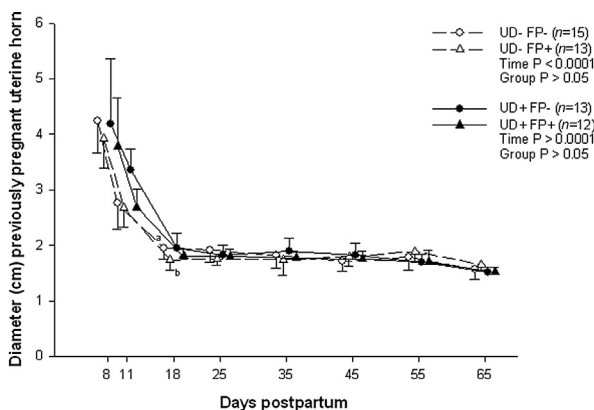 Diameter (cm) previously pregnant uterine horn
6
5
4
3
2
1
0
a
b
8 11 18 25 35 45 55 65
Days postpartum
UD- FP- (n=15)
UD- FP+ (n=13)
Time P < 0.0001
Group P > 0.05
UD+ FP- (n=13)
UD+ FP+ (n=12)
Time P > 0.0001
Group P > 0.05